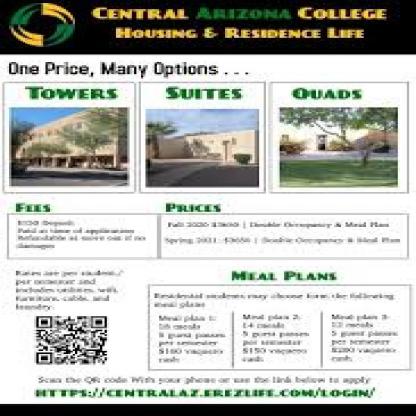 CENTRAL ARIZONA COLLEGE
HOUSING & RESIDENCE LIFE
One Price, Many Options . . .
TOWERS
SUITES
QUADS
FEES
PRICES
$150 Deposit
Paid at time of application
Refundable at move out if no
damages
Fall 2020 | Double Occupancy & Meal Plan
Spring 2021: | Double Occupancy & Meal Plan
Rates are per student/
per semester and
includes utilities, wifi,
furniture, cable, and
laundry.
MEAL PLANS
Residential students may choose form the following
meal plans
Meal plan 1:
16 meals
5 guest passes
per semester
$100 vaquero
cash
Meal plan 2:
14 meals
5 guest passes
per semester
$150 vaquero
cash
Meal plan 3:
12 meals
5 guest passes
per semester
$200 vaquero
cash
Scan the QR code With your phone or use the link below to apply
HTTPS://CENTRALAZ.EREZLIFE.COM/LOGIN/